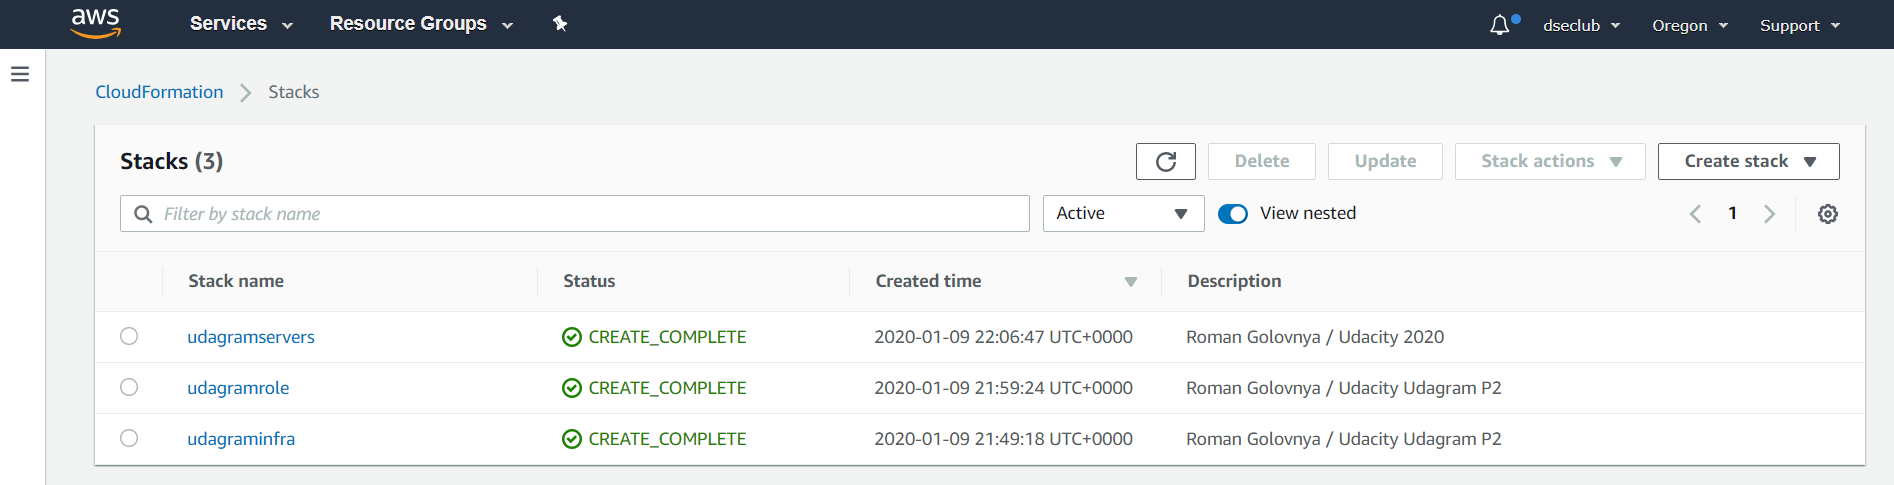 aws Services Resource Groups dseclub Oregon Support
CloudFormation Stacks
Stacks (3) Delete Update Stack actions Create stack
Filter by stack name Active View nested 1
Stack name Status Created time Description
udagramservers CREATE_COMPLETE 2020-01-09 22:06:47 UTC+0000 Roman Golovnya / Udacity 2020
udagramrole CREATE_COMPLETE 2020-01-09 21:59:24 UTC+0000 Roman Golovnya / Udacity Udagram P2
udagraminfra CREATE_COMPLETE 2020-01-09 21:49:18 UTC+0000 Roman Golovnya / Udacity Udagram P2